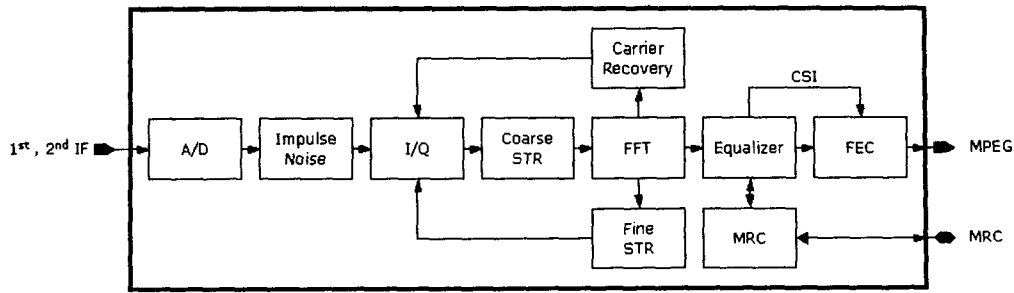 Carrier
Recovery
CSI
1st, 2nd IF
A/D
Impulse
Noise
I/Q
Coarse
STR
FFT
Equalizer
FEC
MPEG
Fine
STR
MRC
MRC